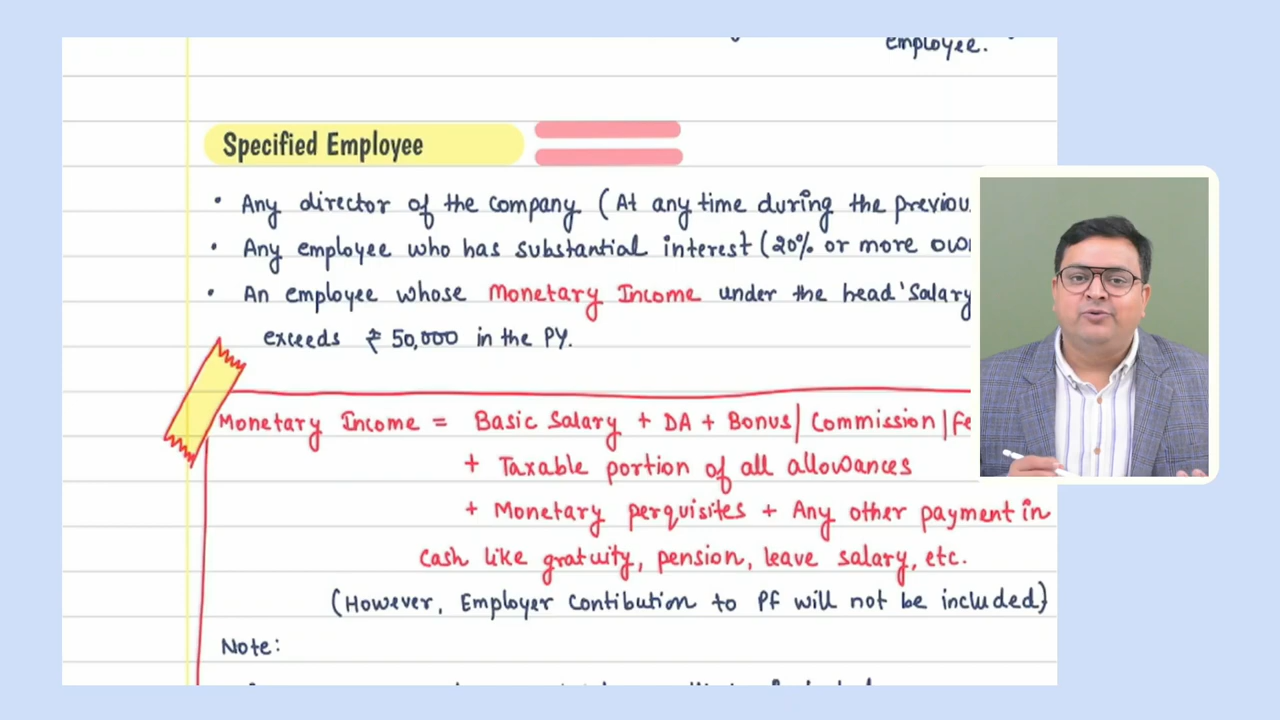 employee.
Specified Employee
• Any director of the company (At any time during the previou
• Any employee who has substantial interest (20% or more ow
• An employee whose Monetary Income under the head 'Salary
exceeds ₹ 50,000 in the PY.
Monetary Income = Basic Salary + DA + Bonus| Commission| Fe
+ Taxable portion of all allowances
+ Monetary perquisites + Any other payment in
cash like gratuity, pension, leave salary, etc.
(However, Employer Contibution to PF will not be included)
Note: